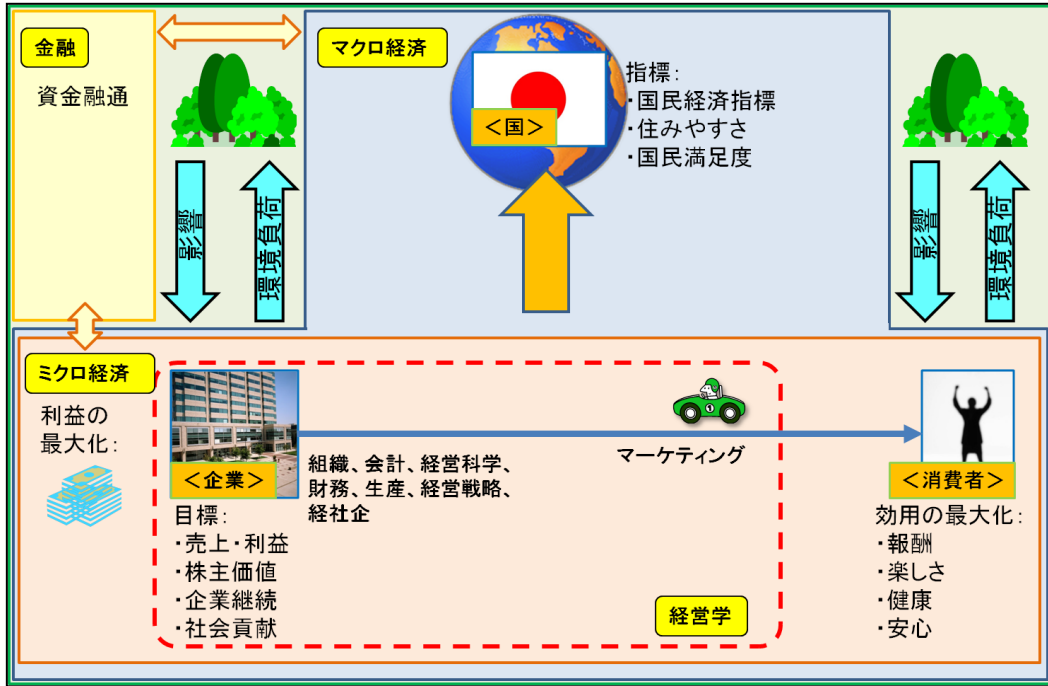 金融
資金融通
マクロ経済
<国>
指標:
・国民経済指標
・住みやすさ
・国民満足度
影響
環境負荷
影響
環境負荷
ミクロ経済
利益の
最大化:
<企業>
目標:
・売上・利益
・株主価値
・企業継続
・社会貢献
組織、会計、経営科学、
財務、生産、経営戦略、
経社企
1
マーケティング
経営学
<消費者>
効用の最大化:
・報酬
・楽しさ
・健康
・安心